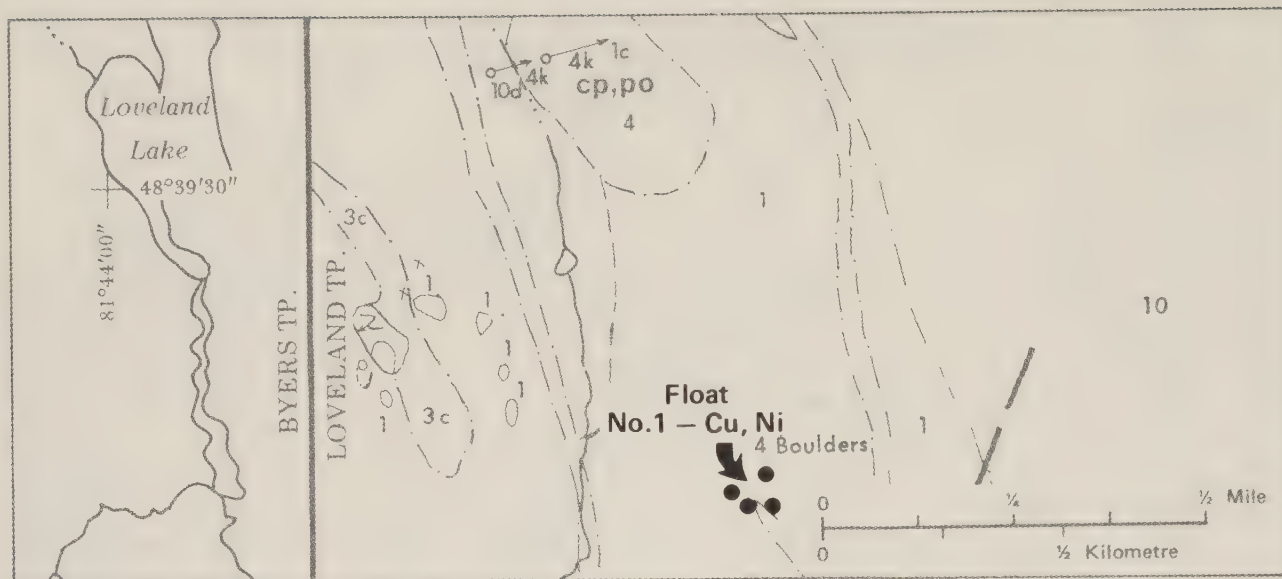 Loveland
Lake
48°39'30"
81°44'00"
BYERS TP.
LOVELAND TP.
10d
4k
4k
1c
cp,po
4
1
3c
1
1
1
1
1
3c
10
1
Float
No.1 — Cu, Ni
4 Boulders
0
¼
½ Mile
0
½ Kilometre